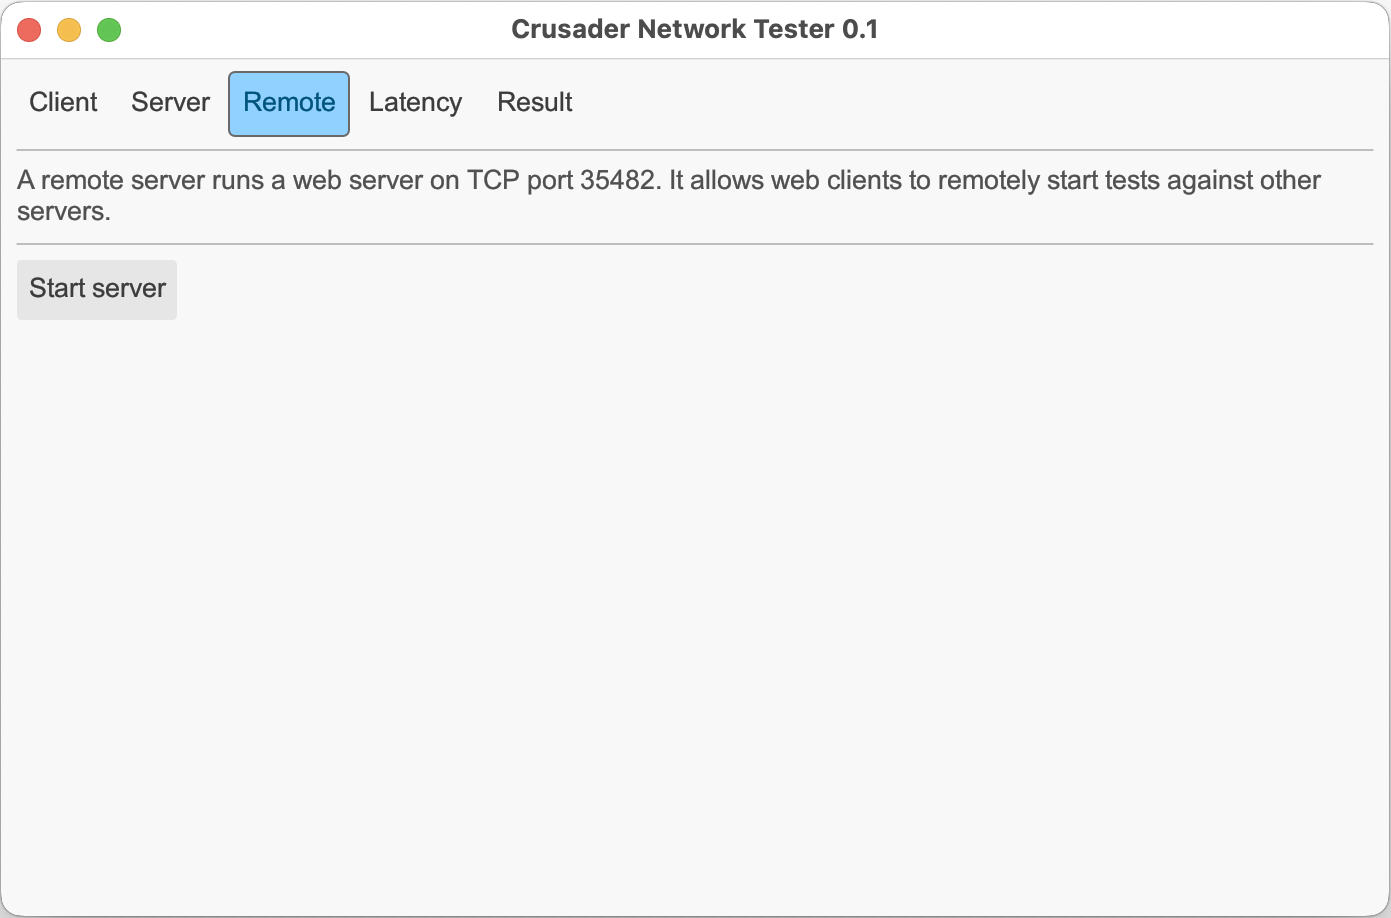 Crusader Network Tester 0.1
Client Server Remote Latency Result
A remote server runs a web server on TCP port 35482. It allows web clients to remotely start tests against other
servers.
Start server